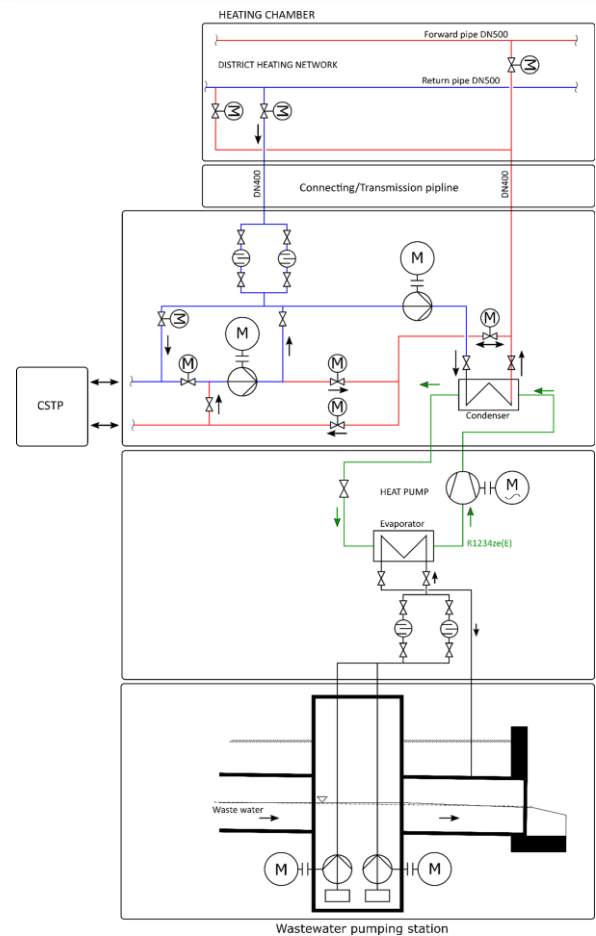 HEATING CHAMBER
Forward pipe DN500
M
DISTRICT HEATING NETWORK
Return pipe DN500
M
M
DN400
Connecting/Transmission pipline
DN400
M
M
M
M
M
M
CSTP
M
Condenser
HEAT PUMP
M
Evaporator
R1234ze(E)
Waste water
M
M
Wastewater pumping station